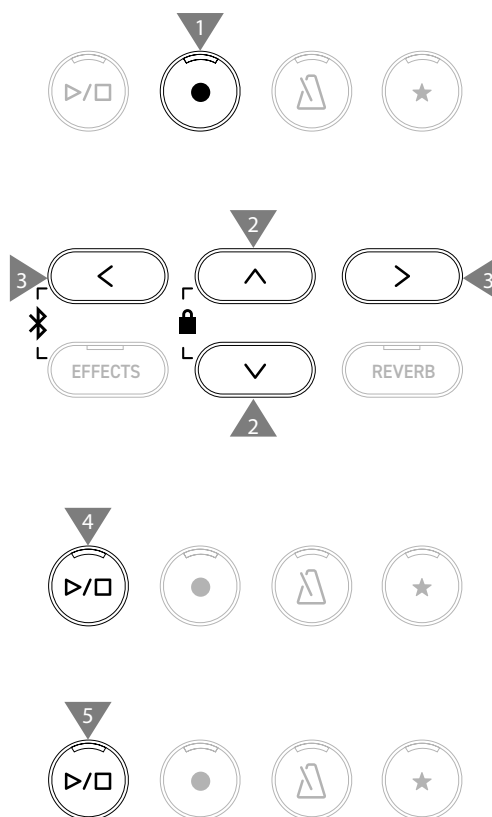 1
▷/□ ● ★
2
3 < ∧ > 3
EFFECTS ∨ REVERB
2
4
▷/□ ● ★
5
▷/□ ● ★